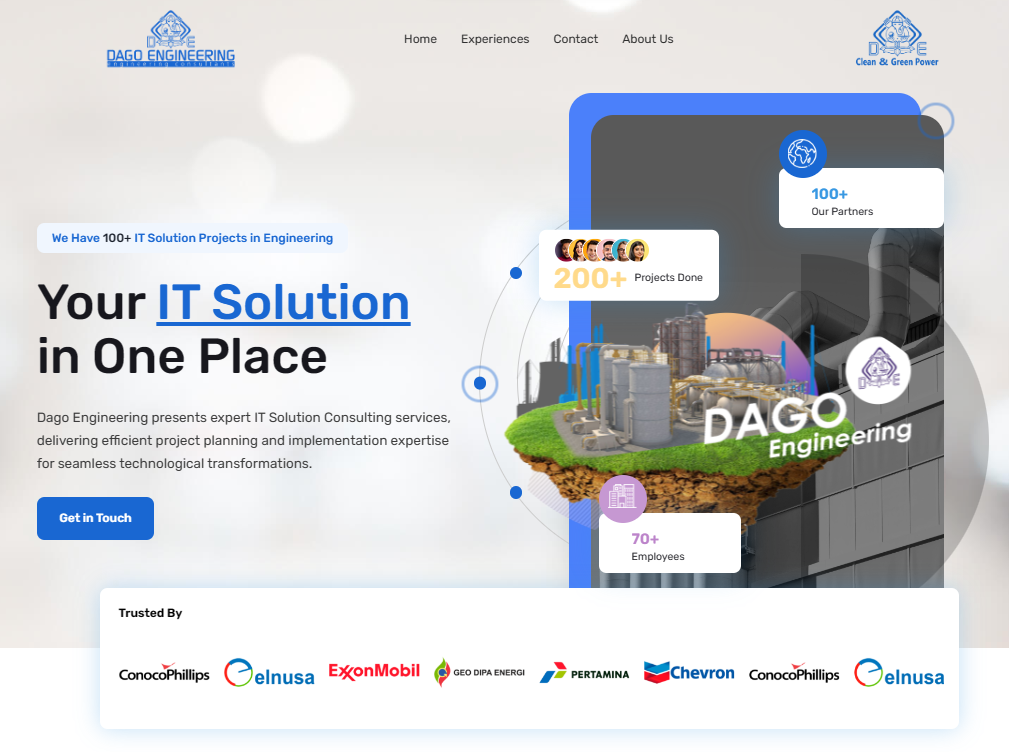 DAGO ENGINEERING
Home
Experiences
Contact
About Us
D E
Clean & Green Power
100+
Our Partners
We Have 100+ IT Solution Projects in Engineering
200+
Projects Done
Your IT Solution
in One Place
Dago Engineering presents expert IT Solution Consulting services,
delivering efficient project planning and implementation expertise
for seamless technological transformations.
DAGO
Engineering
Get in Touch
70+
Employees
Trusted By
ConocoPhillips
elnusa
ExxonMobil
GEO DIPA ENERGI
PERTAMINA
Chevron
ConocoPhillips
elnusa